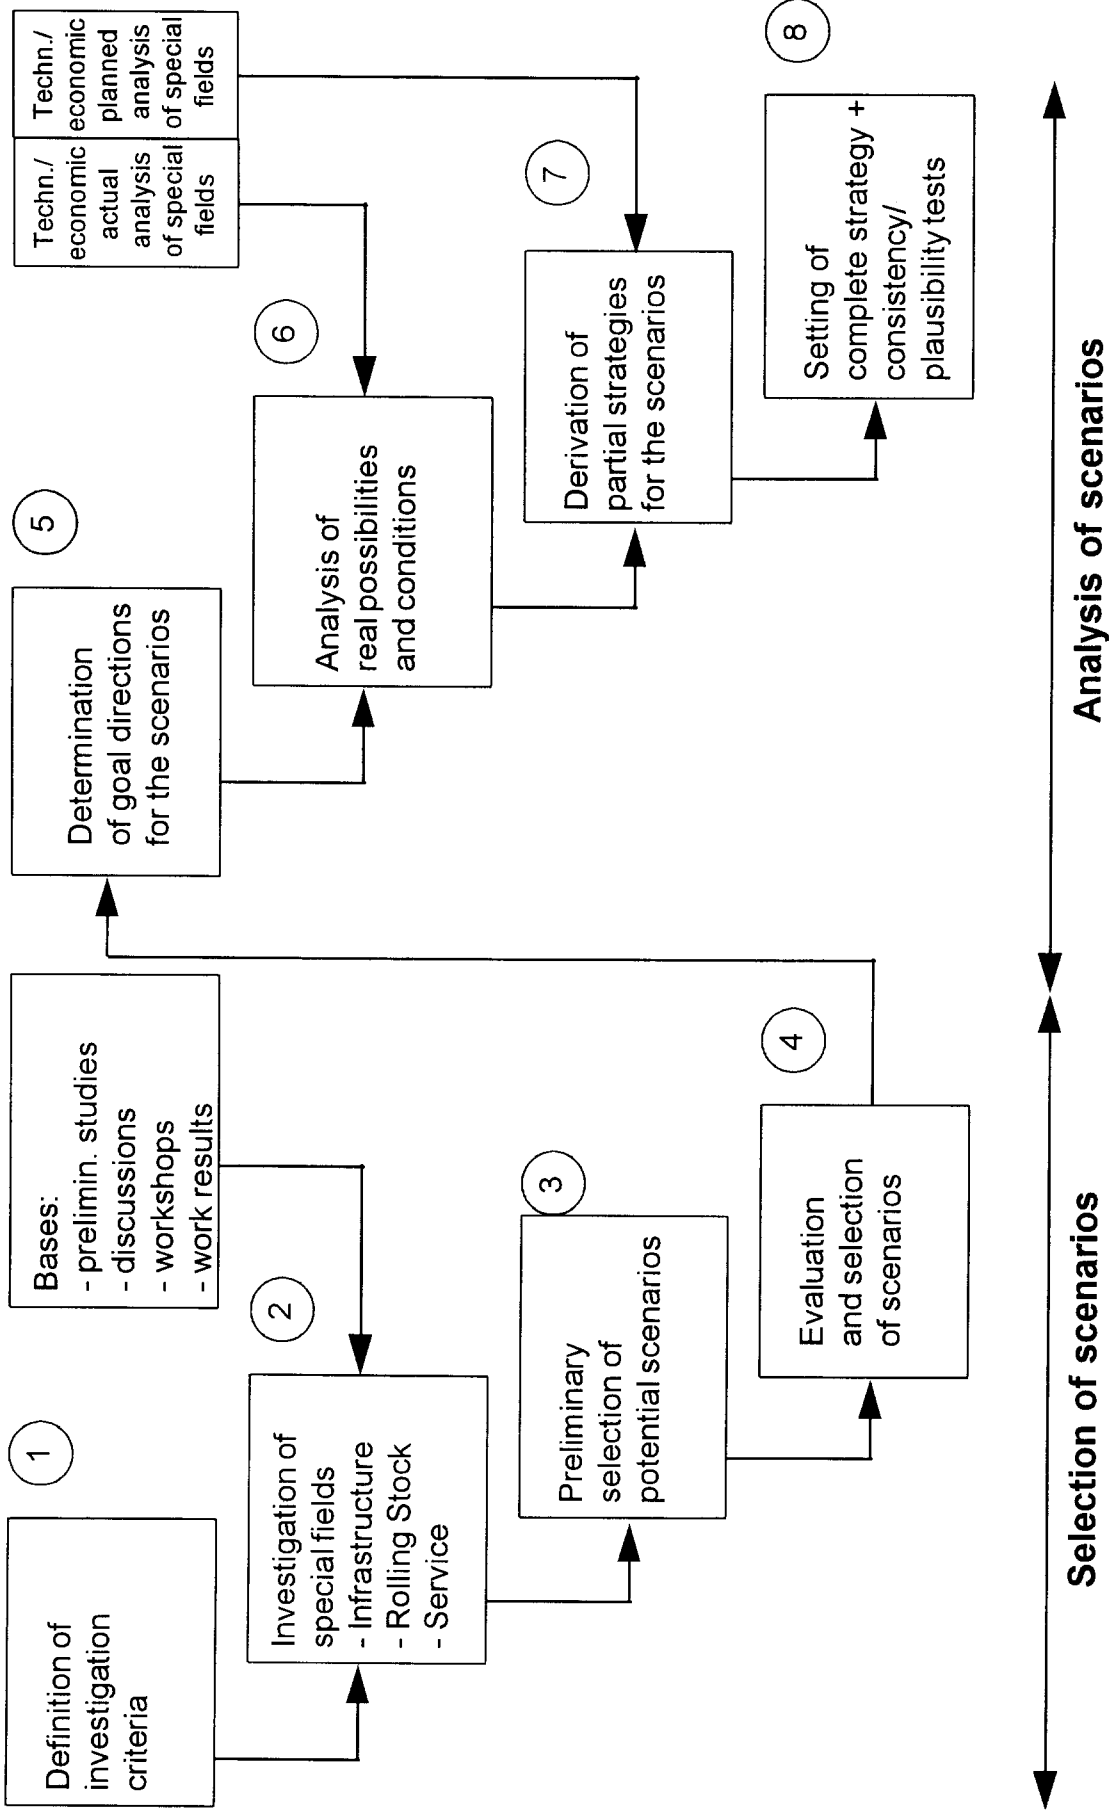 1
Definition of
investigation
criteria
Bases:
- prelimin. studies
- discussions
- workshops
- work results
2
Investigation of
special fields
- Infrastructure
- Rolling Stock
- Service
3
Preliminary
selection of
potential scenarios
4
Evaluation
and selection
of scenarios
5
Determination
of goal directions
for the scenarios
Techn./
economic
actual
analysis
of special
fields
Techn./
economic
planned
analysis
of special
fields
6
Analysis of
real possibilities
and conditions
7
Derivation of
partial strategies
for the scenarios
8
Setting of
complete strategy +
consistency/
plausibility tests
Selection of scenarios
Analysis of scenarios